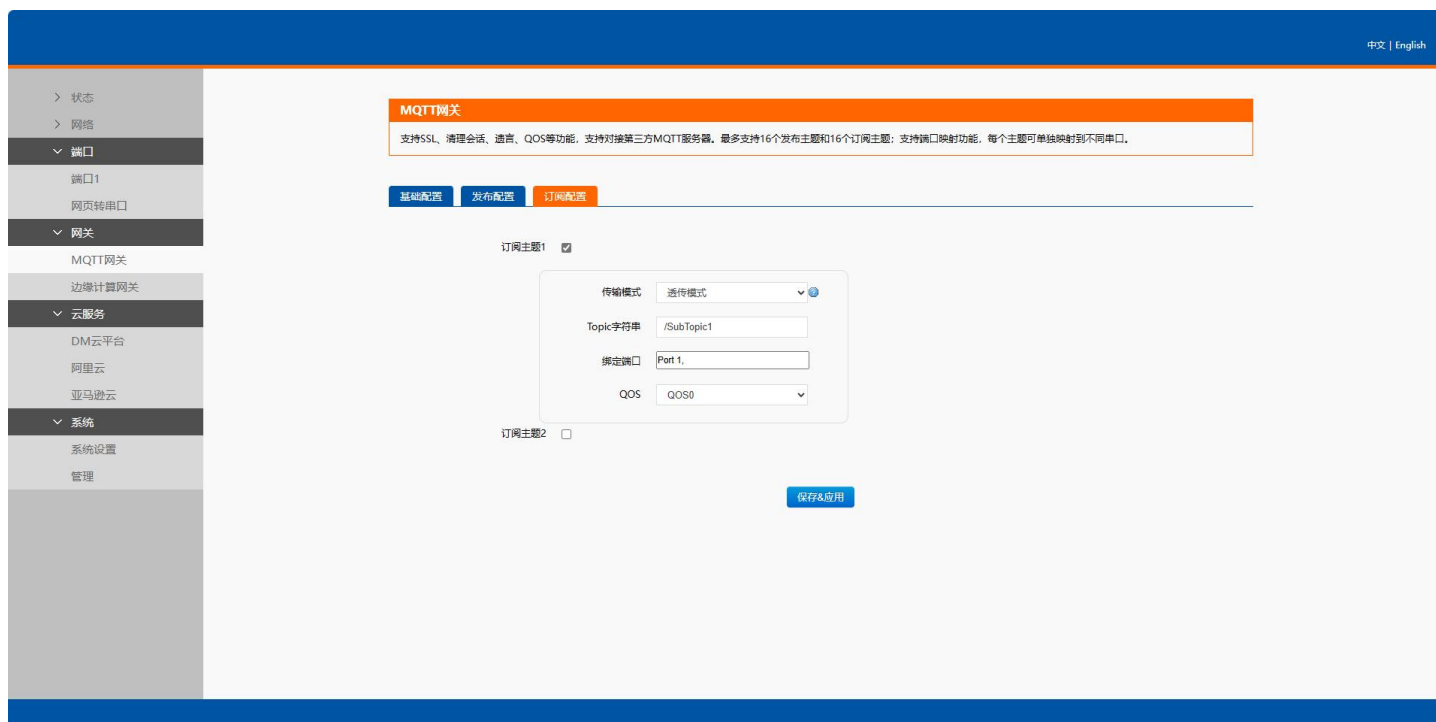 中文 | English
状态
网络
端口
端口1
网页转串口
网关
MQTT网关
边缘计算网关
云服务
DM云平台
阿里云
亚马逊云
系统
系统设置
管理
MQTT网关
支持SSL、清理会话、遗言、QOS等功能，支持对接第三方MQTT服务器。最多支持16个发布主题和16个订阅主题；支持端口映射功能，每个主题可单独映射到不同串口。
基础配置 发布配置 订阅配置
订阅主题1
传输模式 透传模式
Topic字符串 /SubTopic1
绑定端口 Port 1,
QOS QOS0
订阅主题2
保存&应用